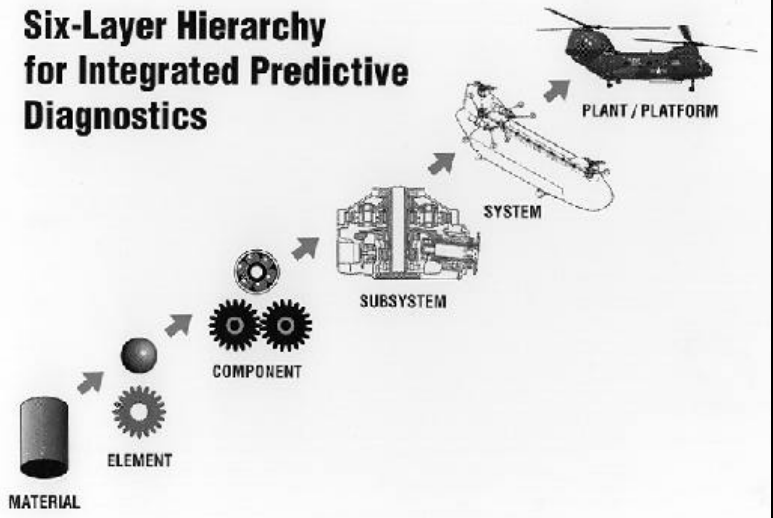 Six-Layer Hierarchy
for Integrated Predictive
Diagnostics
PLANT / PLATFORM
SYSTEM
SUBSYSTEM
COMPONENT
ELEMENT
MATERIAL